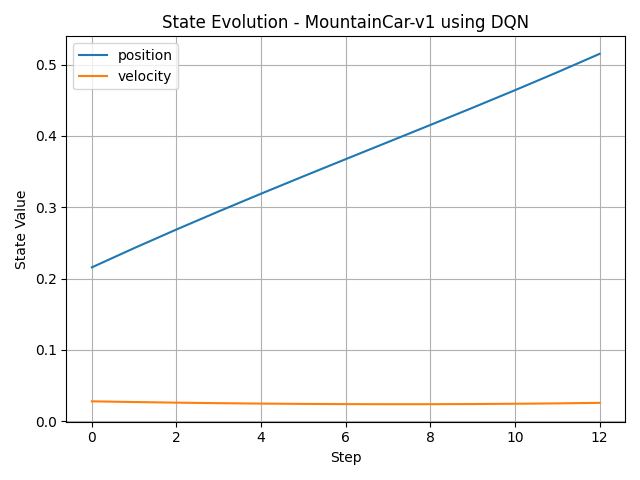 State Evolution - MountainCar-v1 using DQN
position
velocity
State Value
0.5
0.4
0.3
0.2
0.1
0.0
0 2 4 6 8 10 12
Step